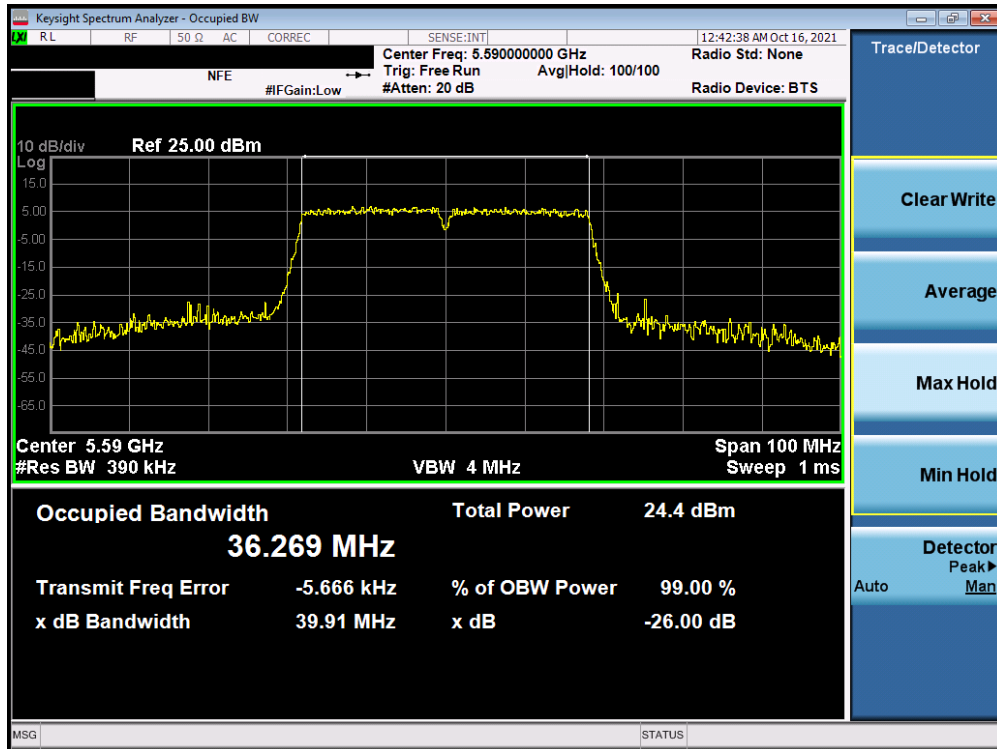 Keysight Spectrum Analyzer - Occupied BW
LXI RL RF 50 Ω AC CORREC SENSE:INT 12:42:38 AM Oct 16, 2021
Center Freq: 5.590000000 GHz Radio Std: None
NFE Trig: Free Run Avg|Hold: 100/100
#IFGain:Low #Atten: 20 dB Radio Device: BTS
10 dB/div Ref 25.00 dBm
Log
15.0
5.00
-5.00
-15.0
-25.0
-35.0
-45.0
-55.0
-65.0
Center 5.59 GHz Span 100 MHz
#Res BW 390 kHz VBW 4 MHz Sweep 1 ms
Occupied Bandwidth Total Power 24.4 dBm
36.269 MHz
Transmit Freq Error -5.666 kHz % of OBW Power 99.00 %
x dB Bandwidth 39.91 MHz x dB -26.00 dB
Trace/Detector
Clear Write
Average
Max Hold
Min Hold
Detector
Peak▶
Auto Man
MSG STATUS